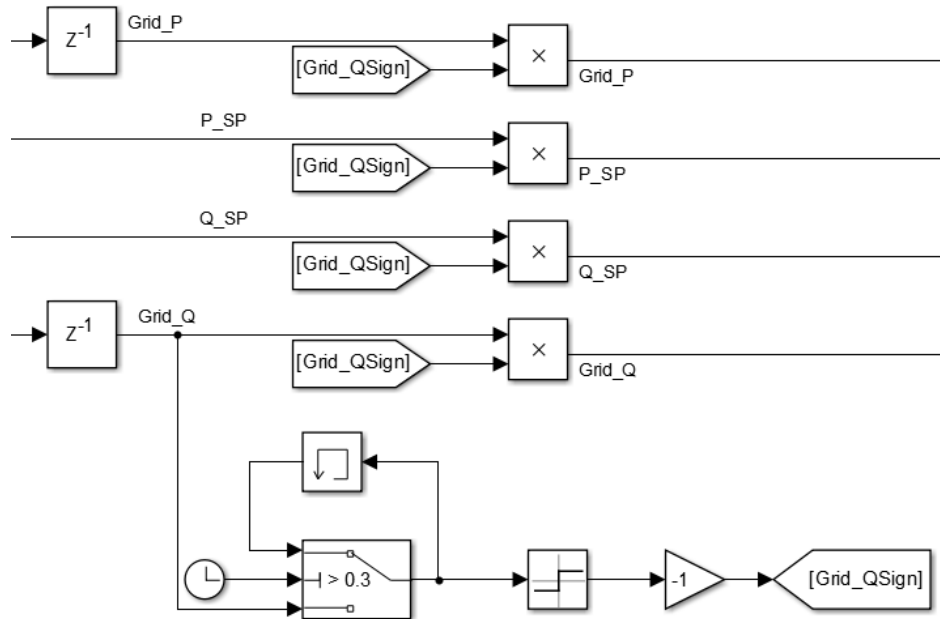 Z-1
Grid_P
[Grid_QSign]
×
Grid_P
P_SP
[Grid_QSign]
×
P_SP
Q_SP
[Grid_QSign]
×
Q_SP
Z-1
Grid_Q
[Grid_QSign]
×
Grid_Q
> 0.3
-1
[Grid_QSign]